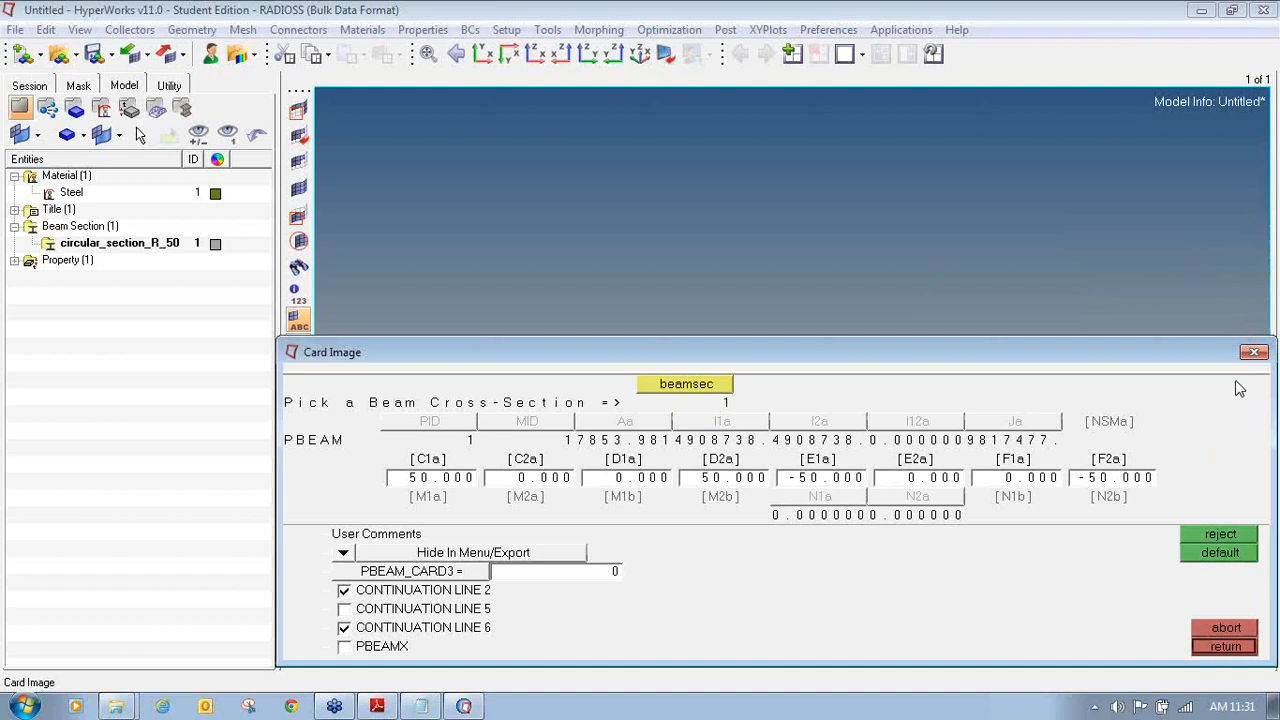 Untitled - HyperWorks v11.0 - Student Edition - RADIOSS (Bulk Data Format)
File Edit View Collectors Geometry Mesh Connectors Materials Properties BCs Setup Tools Morphing Optimization Post XYPlots Preferences Applications Help
Session Mask Model Utility
1 of 1
Model Info: Untitled*
Entities ID
Material (1)
Steel 1
Title (1)
Beam Section (1)
circular_section_R_50 1
Property (1)
123
ABC
Card Image
beamsec
Pick a Beam Cross-Section => 1
PID MID Aa I1a I2a I12a Ja [NSMa]
PBEAM 1 17853.9814908738.4908738.0.0000009817477.
[C1a] [C2a] [D1a] [D2a] [E1a] [E2a] [F1a] [F2a]
50.000 0.000 0.000 50.000 -50.000 0.000 0.000 -50.000
[M1a] [M2a] [M1b] [M2b] N1a N2a [N1b] [N2b]
0.00000000.000000
User Comments
Hide In Menu/Export
PBEAM_CARD3 = 0
CONTINUATION LINE 2
CONTINUATION LINE 5
CONTINUATION LINE 6
PBEAMX
reject
default
abort
return
Card Image
AM 11:31